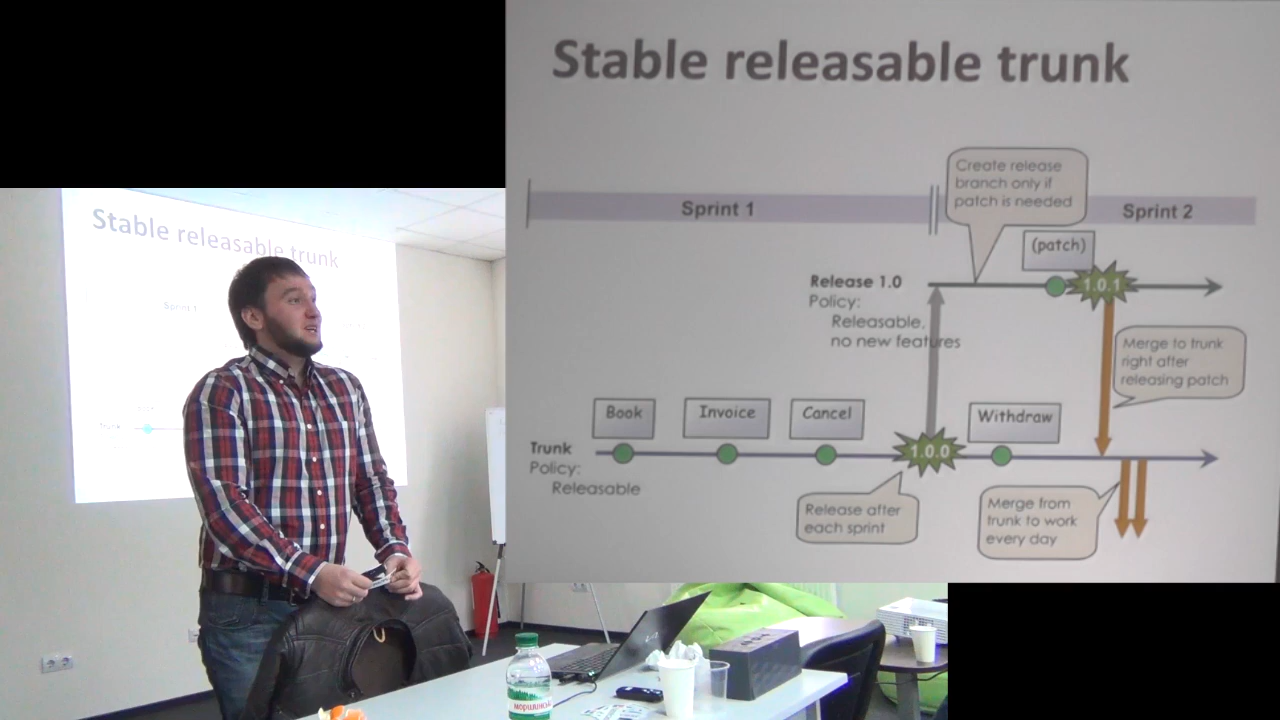 Stable releasable trunk
Sprint 1
Create release
branch only if
patch is needed
Sprint 2
(patch)
Release 1.0
Policy:
Releasable,
no new features
1.0.1
Merge to trunk
right after
releasing patch
Book
Invoice
Cancel
Withdraw
Trunk
Policy:
Releasable
1.0.0
Release after
each sprint
Merge from
trunk to work
every day
Stable releasable trunk
Sprint 1
Trunk